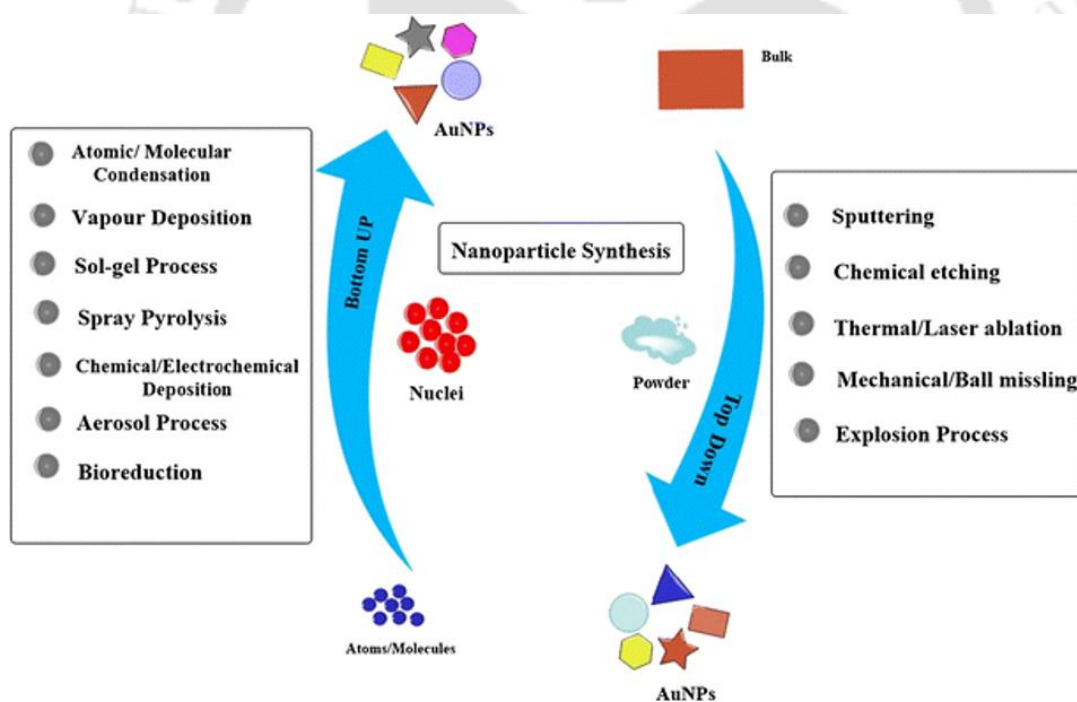 AuNPs
Bulk
Atomic/ Molecular
Condensation
Vapour Deposition
Sol-gel Process
Spray Pyrolysis
Chemical/Electrochemical
Deposition
Aerosol Process
Bioreduction
Bottom UP
Nanoparticle Synthesis
Nuclei
Powder
Top Down
Sputtering
Chemical etching
Thermal/Laser ablation
Mechanical/Ball missling
Explosion Process
Atoms/Molecules
AuNPs